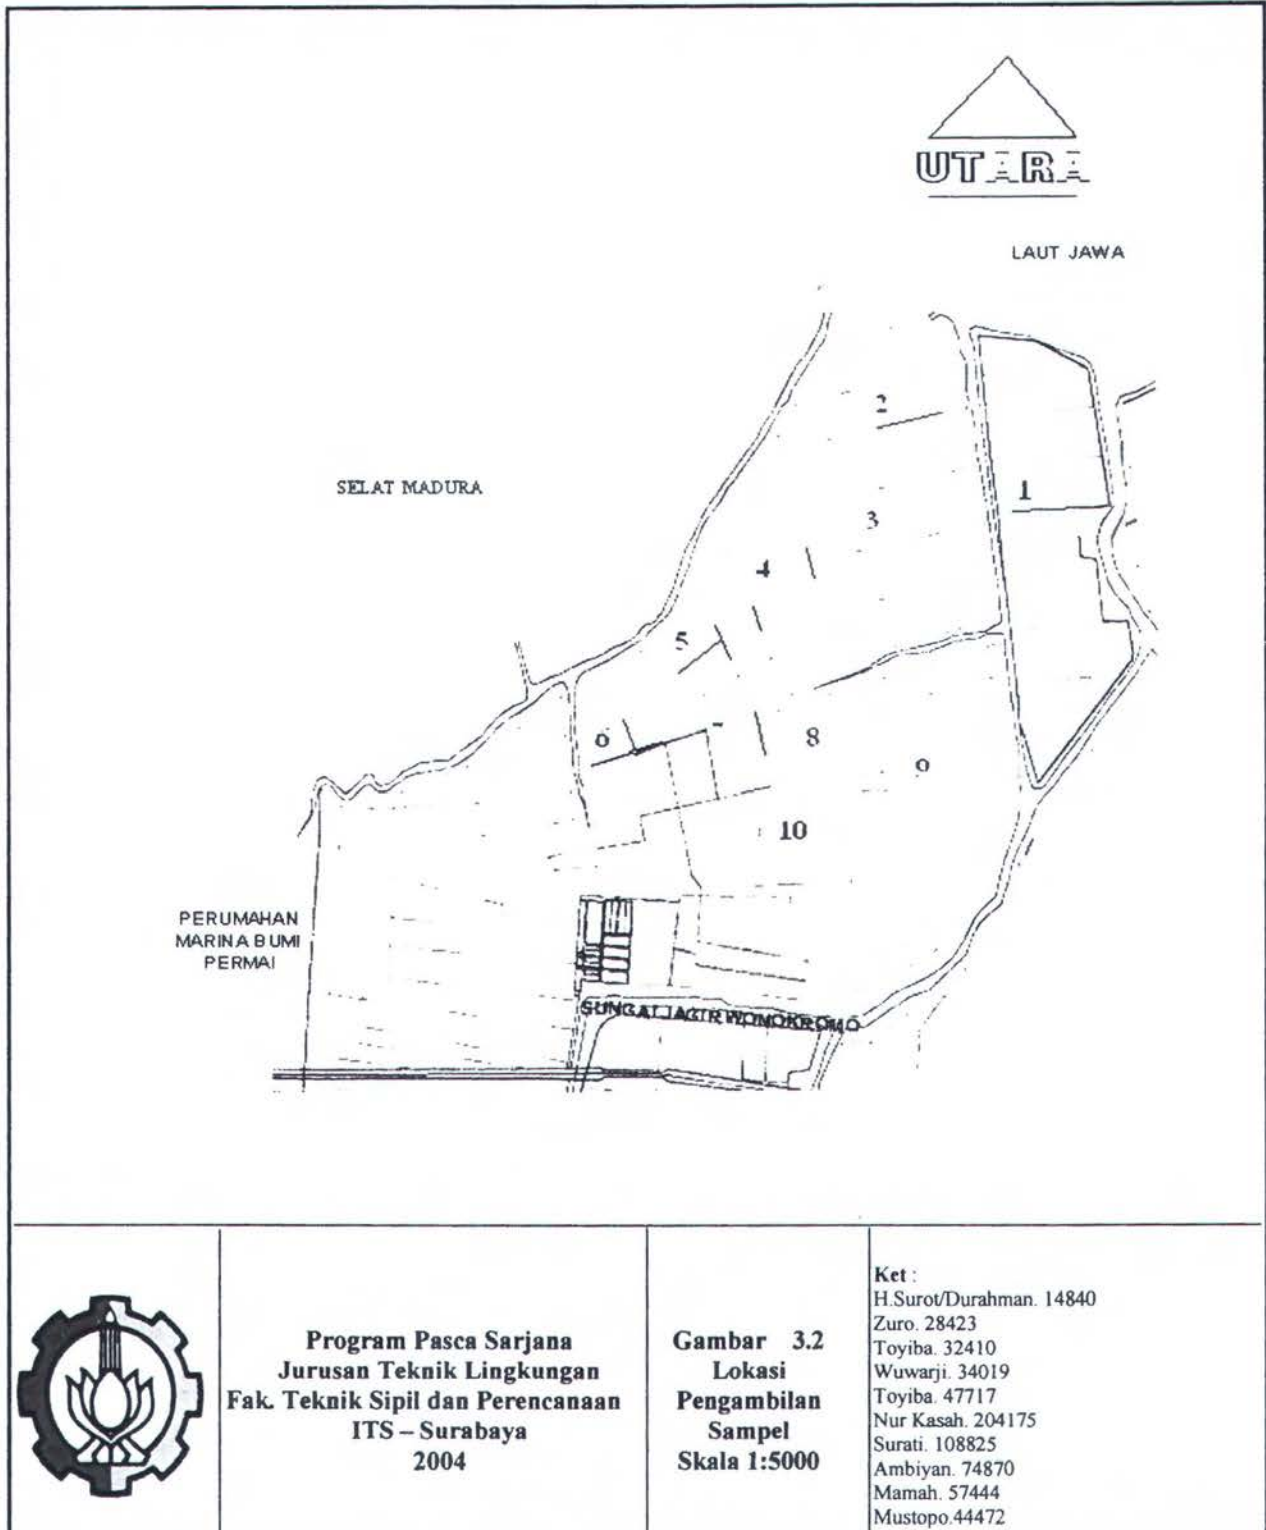 UTARA
LAUT JAWA
2
SELAT MADURA
1
3
4
5
6
8
9
10
PERUMAHAN
MARINA BUMI
PERMAI
SUNGAI JAGIR WONOKROMO
Program Pasca Sarjana
Jurusan Teknik Lingkungan
Fak. Teknik Sipil dan Perencanaan
ITS – Surabaya
2004
Gambar 3.2
Lokasi
Pengambilan
Sampel
Skala 1:5000
Ket :
H.Surot/Durahman. 14840
Zuro. 28423
Toyiba. 32410
Wuwarji. 34019
Toyiba. 47717
Nur Kasah. 204175
Surati. 108825
Ambiyan. 74870
Mamah. 57444
Mustopo.44472